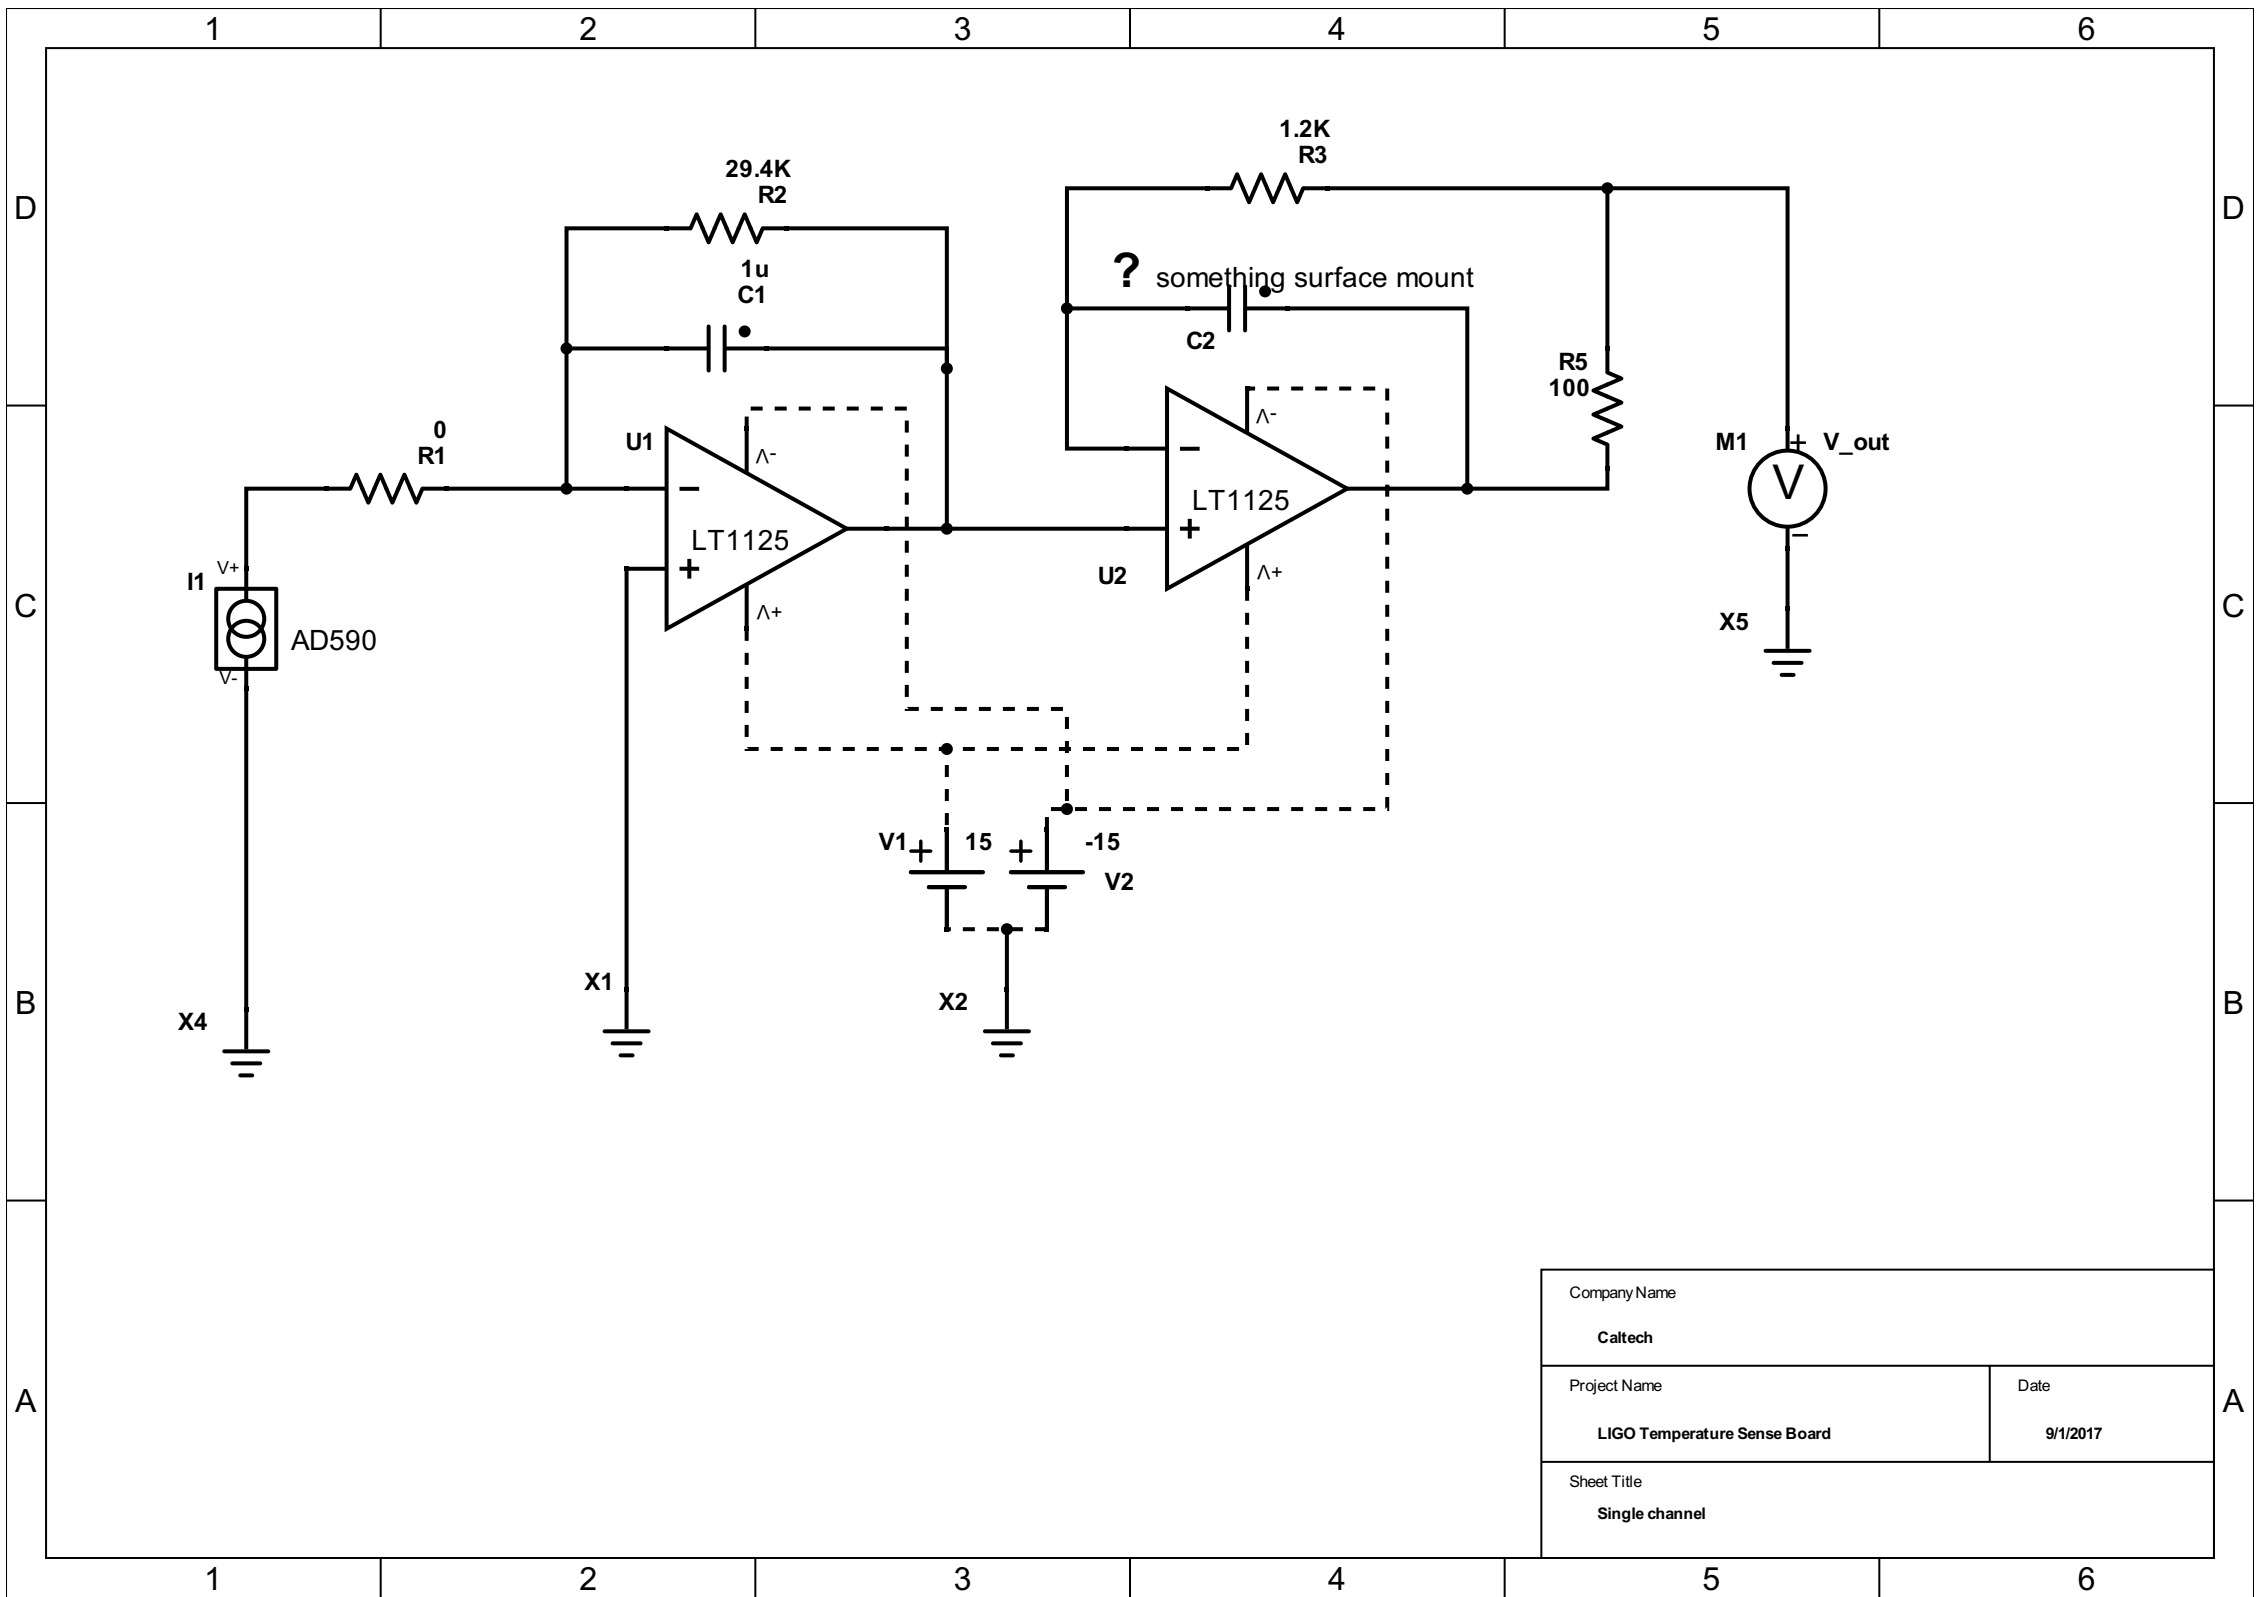 1 2 3 4 5 6
1.2K
R3
29.4K
R2
D D
1u
C1
? something surface mount
C2
R5
100
0
R1
U1
V-
LT1125
+
V+
V-
LT1125
+
U2
V+
M1 + V_out
V
I1 V+
V-
AD590
C C
X5
V1 + 15 + -15
V2
X1
X2
X4
B B
Company Name
Caltech
Project Name Date
LIGO Temperature Sense Board 9/1/2017
Sheet Title
Single channel
A A
1 2 3 4 5 6